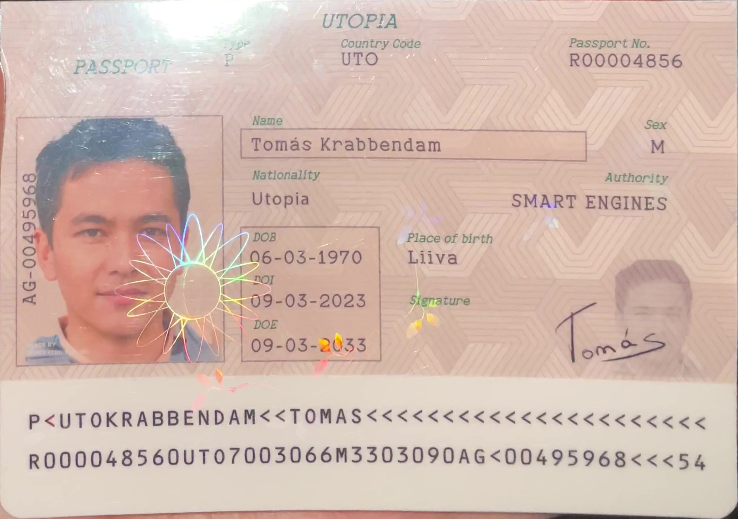 UTOPIA
PASSPORT
Type
P
Country Code
UTO
Passport No.
R00004856
Name
Tomás Krabbendam
Sex
M
Nationality
Utopia
Authority
SMART ENGINES
DOB
06-03-1970
Place of birth
Liiva
DOI
09-03-2023
Signature
DOE
09-03-2033
Tomás
AG-00495968
P<UTOKRABBENDAM<<TOMAS<<<<<<<<<<<<<<<<<<<<<<
R000048560UTO7003066M3303090AG<00495968<<<54